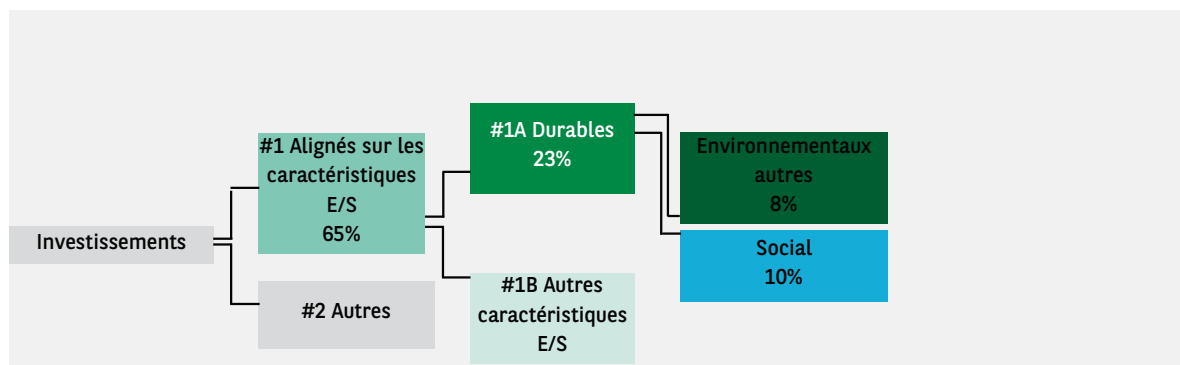 Investissements
#1 Alignés sur les
caractéristiques
E/S
65%
#2 Autres
#1A Durables
23%
#1B Autres
caractéristiques
E/S
Environnementaux
autres
8%
Social
10%